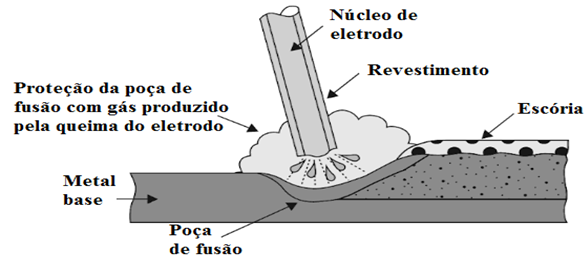 Núcleo de
eletrodo
Revestimento
Proteção da poça de
fusão com gás produzido
pela queima do eletrodo
Escória
Metal
base
Poça
de fusão